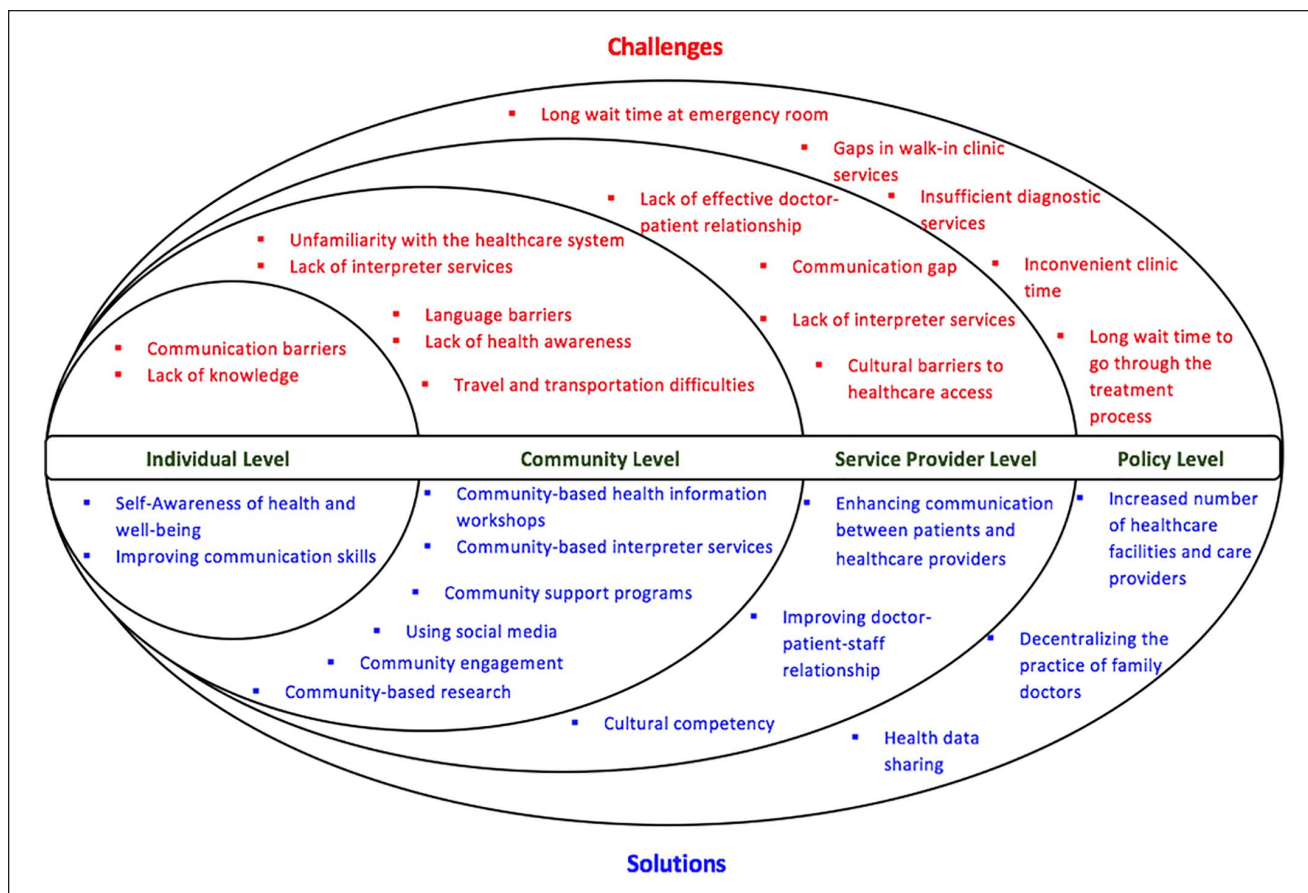 Challenges
▪ Long wait time at emergency room
▪ Gaps in walk-in clinic
services
▪ Insufficient diagnostic
services
▪ Lack of effective doctor-
patient relationship
▪ Unfamiliarity with the healthcare system
▪ Lack of interpreter services
▪ Communication gap
▪ Inconvenient clinic
time
▪ Language barriers
▪ Lack of health awareness
▪ Lack of interpreter services
▪ Communication barriers
▪ Lack of knowledge
▪ Travel and transportation difficulties
▪ Cultural barriers to
healthcare access
▪ Long wait time to
go through the
treatment
process
Individual Level
Community Level
Service Provider Level
Policy Level
▪ Self-Awareness of health and
well-being
▪ Improving communication skills
▪ Community-based health information
workshops
▪ Community-based interpreter services
▪ Community support programs
▪ Using social media
▪ Community engagement
▪ Community-based research
▪ Enhancing communication
between patients and
healthcare providers
▪ Improving doctor-
patient-staff
relationship
▪ Cultural competency
▪ Increased number
of healthcare
facilities and care
providers
▪ Decentralizing the
practice of family
doctors
▪ Health data
sharing
Solutions